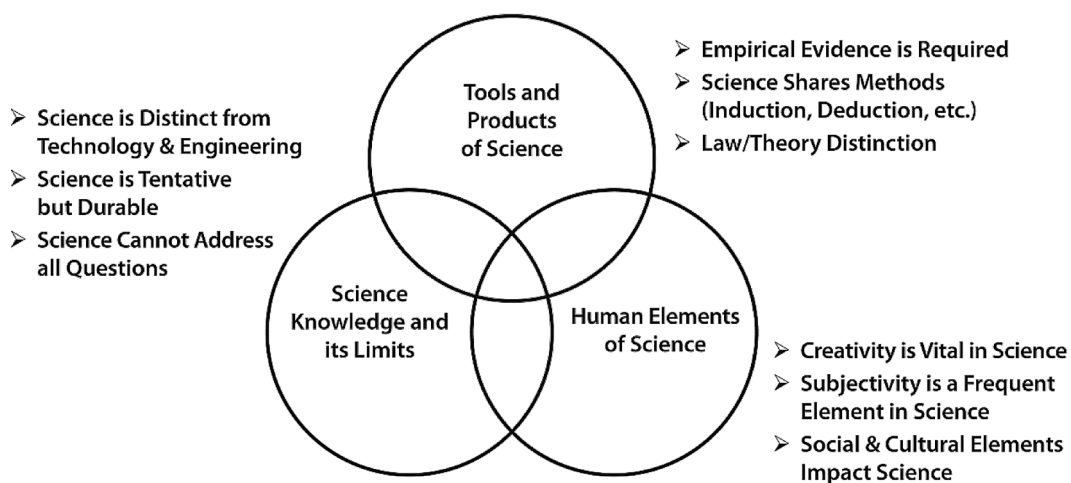 Tools and
Products
of Science
➢ Empirical Evidence is Required
➢ Science Shares Methods
(Induction, Deduction, etc.)
➢ Law/Theory Distinction
➢ Science is Distinct from
Technology & Engineering
➢ Science is Tentative
but Durable
➢ Science Cannot Address
all Questions
Science
Knowledge and
its Limits
Human Elements
of Science
➢ Creativity is Vital in Science
➢ Subjectivity is a Frequent
Element in Science
➢ Social & Cultural Elements
Impact Science